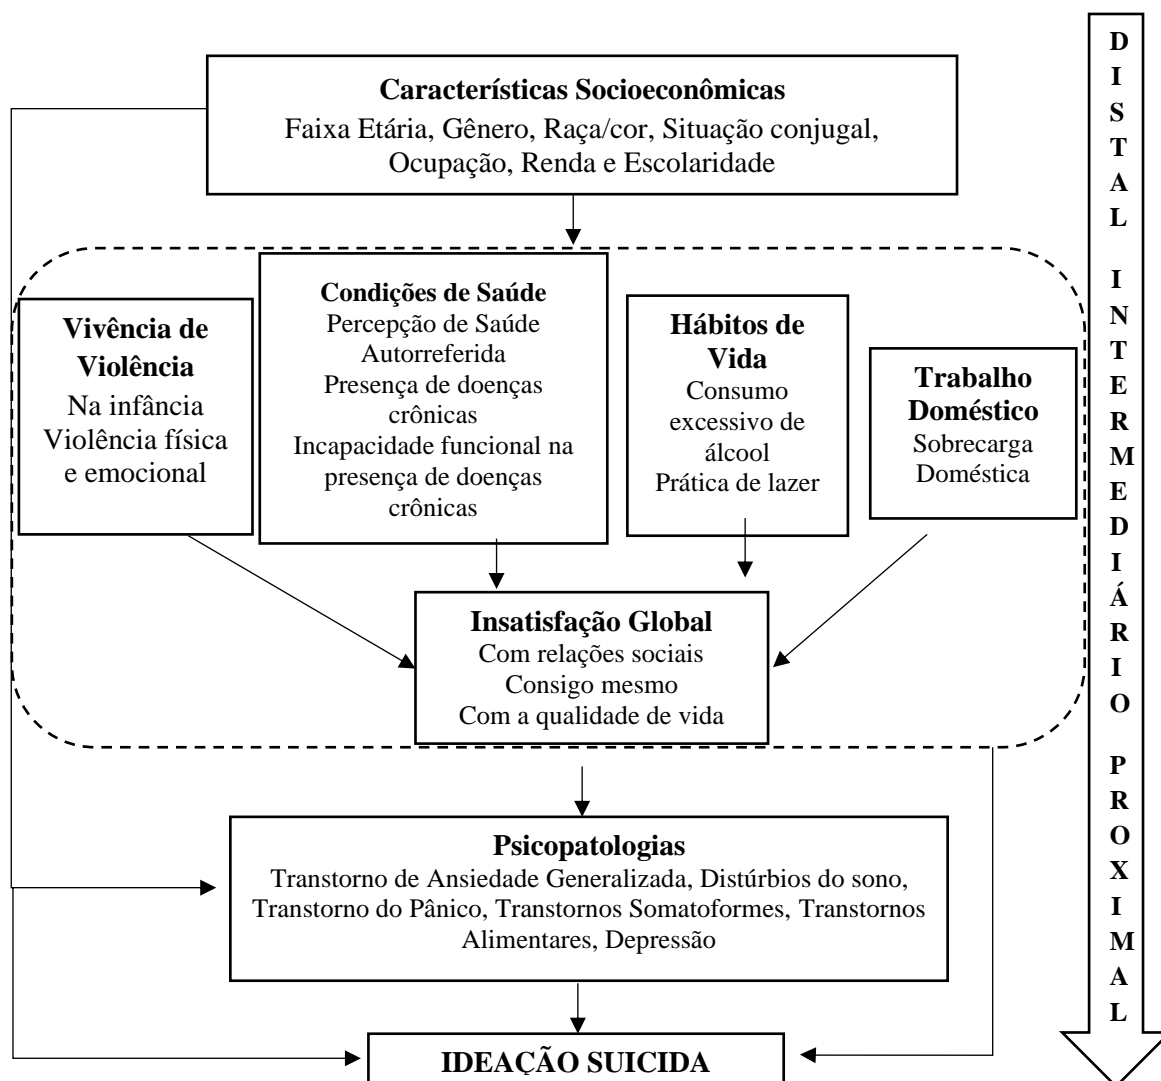 Características Socioeconômicas
Faixa Etária, Gênero, Raça/cor, Situação conjugal,
Ocupação, Renda e Escolaridade
Vivência de
Violência
Na infância
Violência física
e emocional
Condições de Saúde
Percepção de Saúde
Autorreferida
Presença de doenças
crônicas
Incapacidade funcional na
presença de doenças
crônicas
Hábitos de
Vida
Consumo
excessivo de
álcool
Prática de lazer
Trabalho
Doméstico
Sobrecarga
Doméstica
Insatisfação Global
Com relações sociais
Consigo mesmo
Com a qualidade de vida
Psicopatologias
Transtorno de Ansiedade Generalizada, Distúrbios do sono,
Transtorno do Pânico, Transtornos Somatoformes, Transtornos
Alimentares, Depressão
IDEAÇÃO SUICIDA
DISTAL INTERMEDIÁRIO PROXIMAL